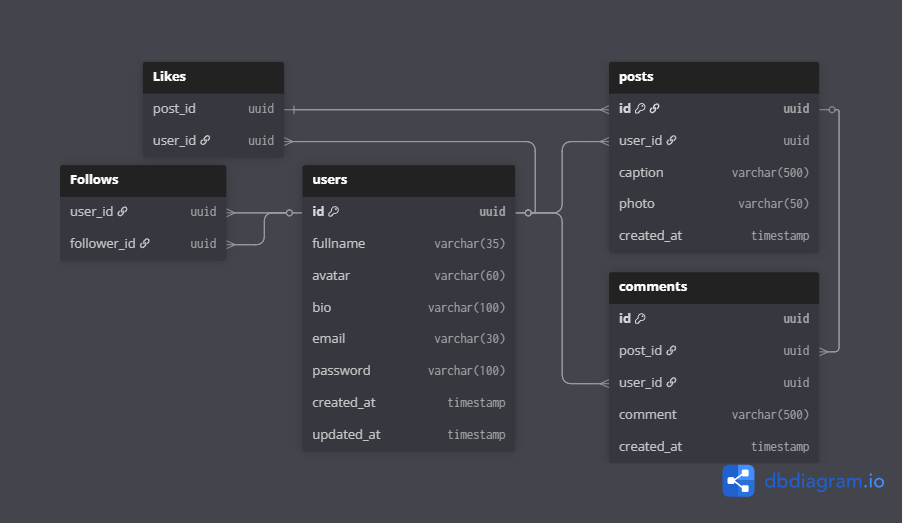 Likes
post_id uuid
user_id uuid
Follows
user_id uuid
follower_id uuid
users
id uuid
fullname varchar(35)
avatar varchar(60)
bio varchar(100)
email varchar(30)
password varchar(100)
created_at timestamp
updated_at timestamp
posts
id uuid
user_id uuid
caption varchar(500)
photo varchar(50)
created_at timestamp
comments
id uuid
post_id uuid
user_id uuid
comment varchar(500)
created_at timestamp
dbdiagram.io